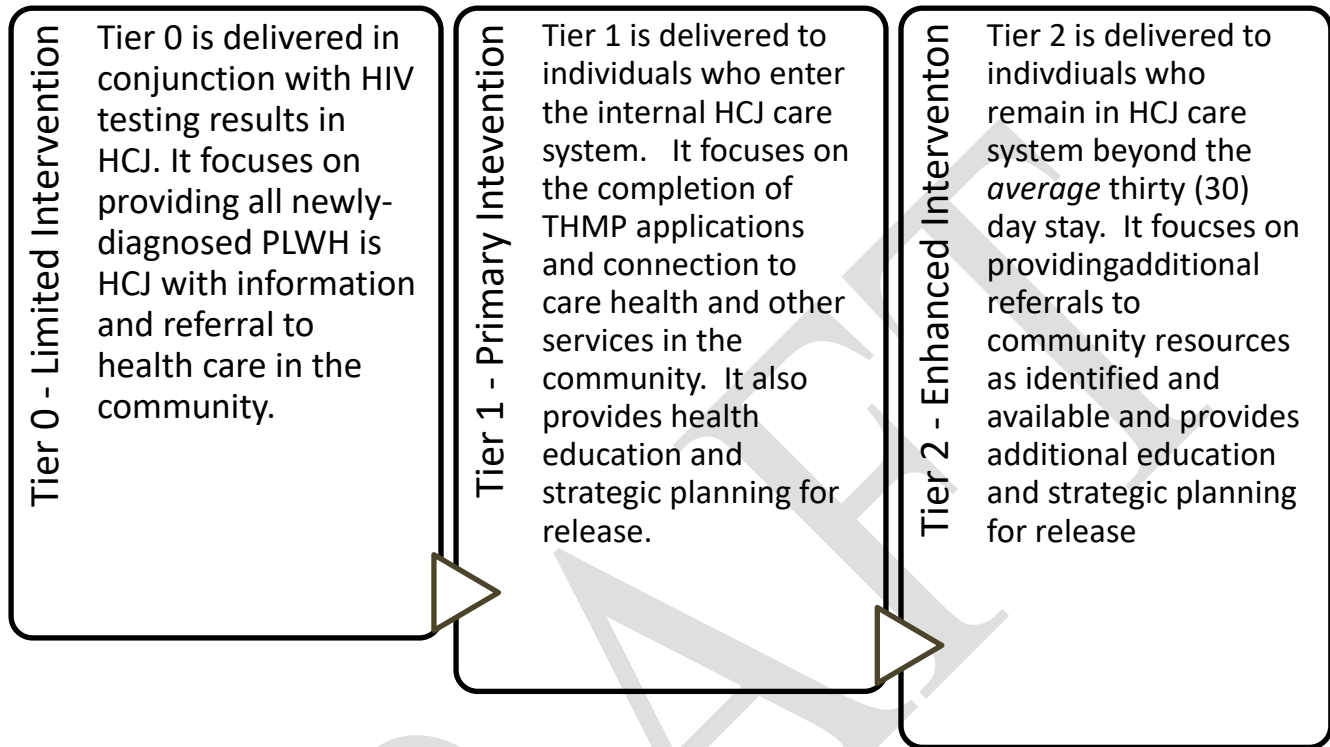 Tier 0 - Limited Intervention
Tier 0 is delivered in
conjunction with HIV
testing results in
HCJ. It focuses on
providing all newly-
diagnosed PLWH is
HCJ with information
and referral to
health care in the
community.
Tier 1 - Primary Intevention
Tier 1 is delivered to
individuals who enter
the internal HCJ care
system.   It focuses on
the completion of
THMP applications
and connection to
care health and other
services in the
community.  It also
provides health
education and
strategic planning for
release.
Tier 2 - Enhanced Interventon
Tier 2 is delivered to
indivdiuals who
remain in HCJ care
system beyond the
average thirty (30)
day stay.  It foucses on
providingadditional
referrals to
community resources
as identified and
available and provides
additional education
and strategic planning
for release